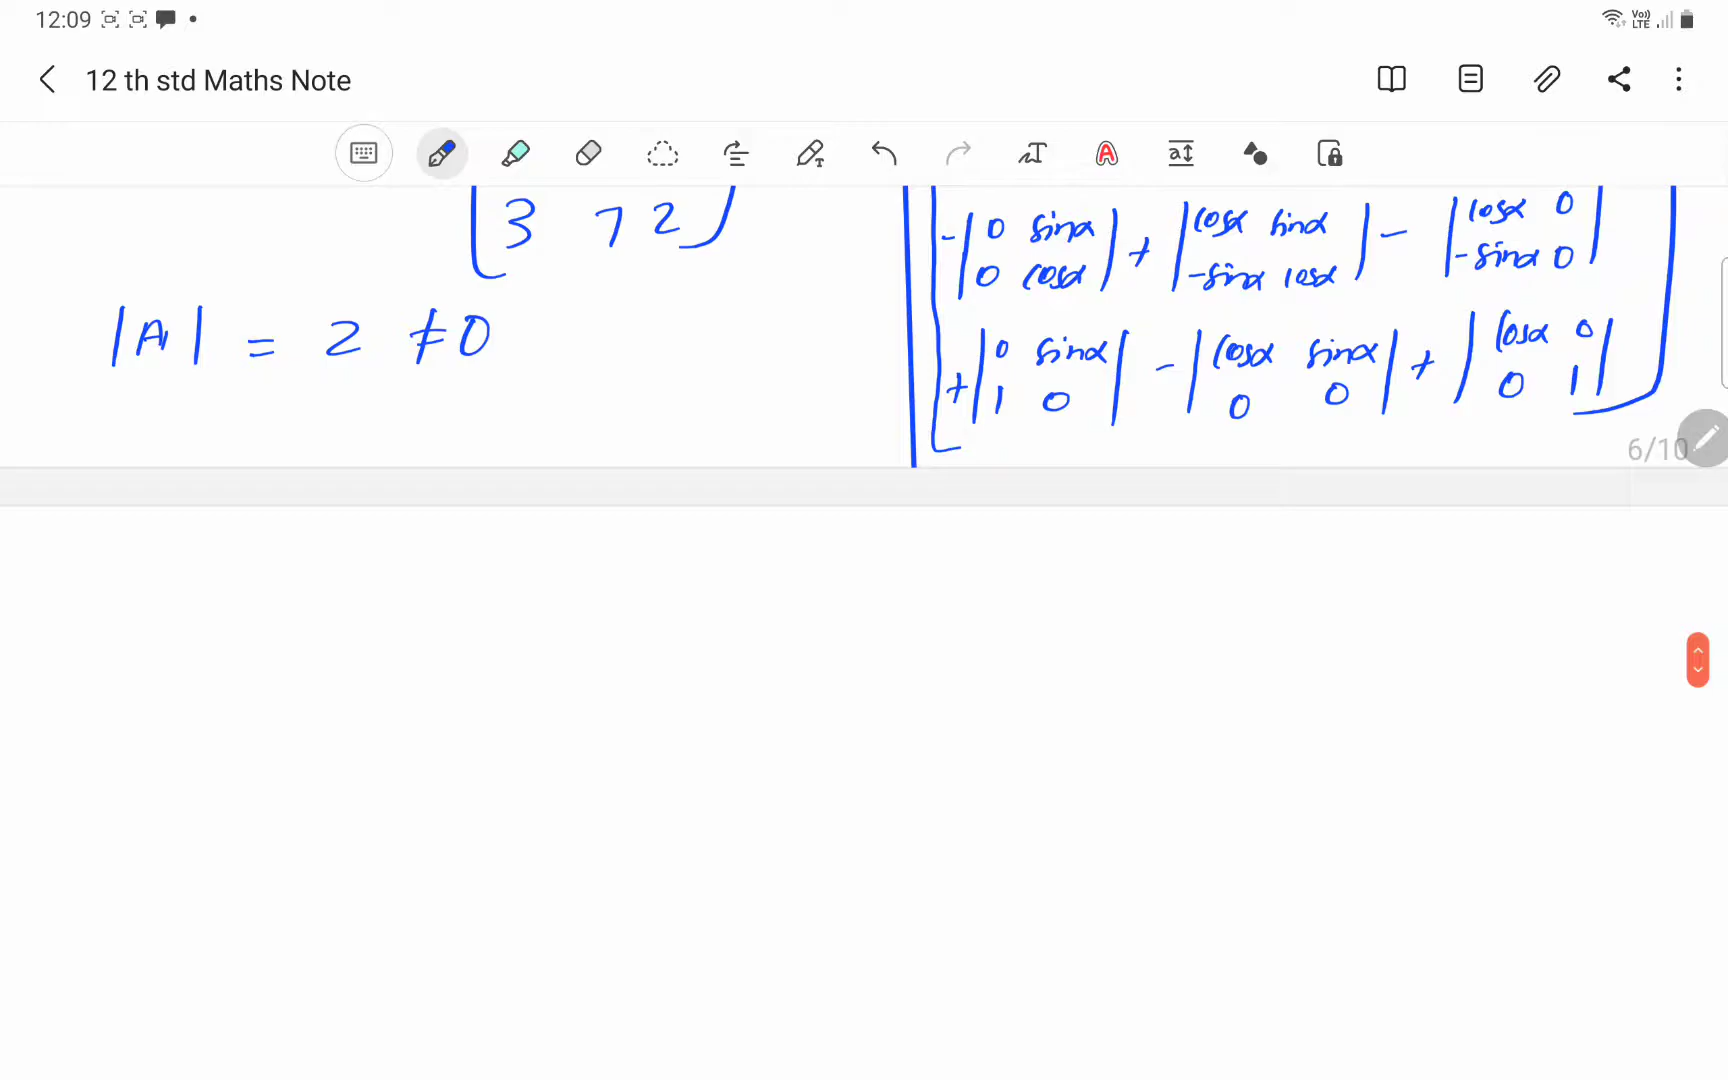 12:09
Vo)) LTE
12 th std Maths Note
3 7 2
|A| = 2 ≠ 0
- | 0 sinα | + | cosα sinα | - | cosα 0 |
| 0 cosα | | -sinα cosα | | -sinα 0 |
+ | 0 sinα | - | cosα sinα | + | cosα 0 |
| 1 0 | | 0 0 | | 0 1 |
6/10